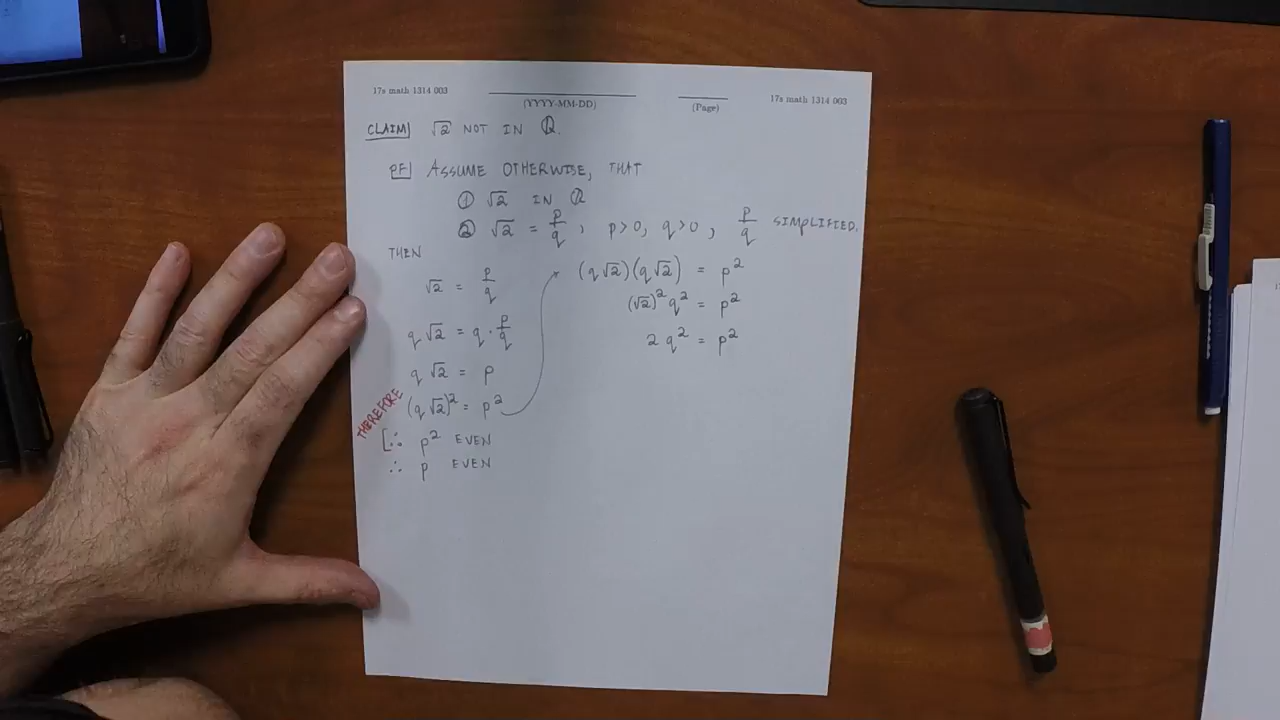 17s math 1314 003
(YYYY-MM-DD)
(Page)
17s math 1314 003
CLAIM √2 NOT IN ℚ.
PF ASSUME OTHERWISE, THAT
① √2 IN ℚ
② √2 = p/q, p>0, q>0, p/q SIMPLIFIED.
THEN
√2 = p/q
q√2 = q · p/q
q√2 = p
(q√2)² = p²
(q√2)(q√2) = p²
(√2)²q² = p²
2q² = p²
THEREFORE
[∴ p² EVEN
∴ p EVEN